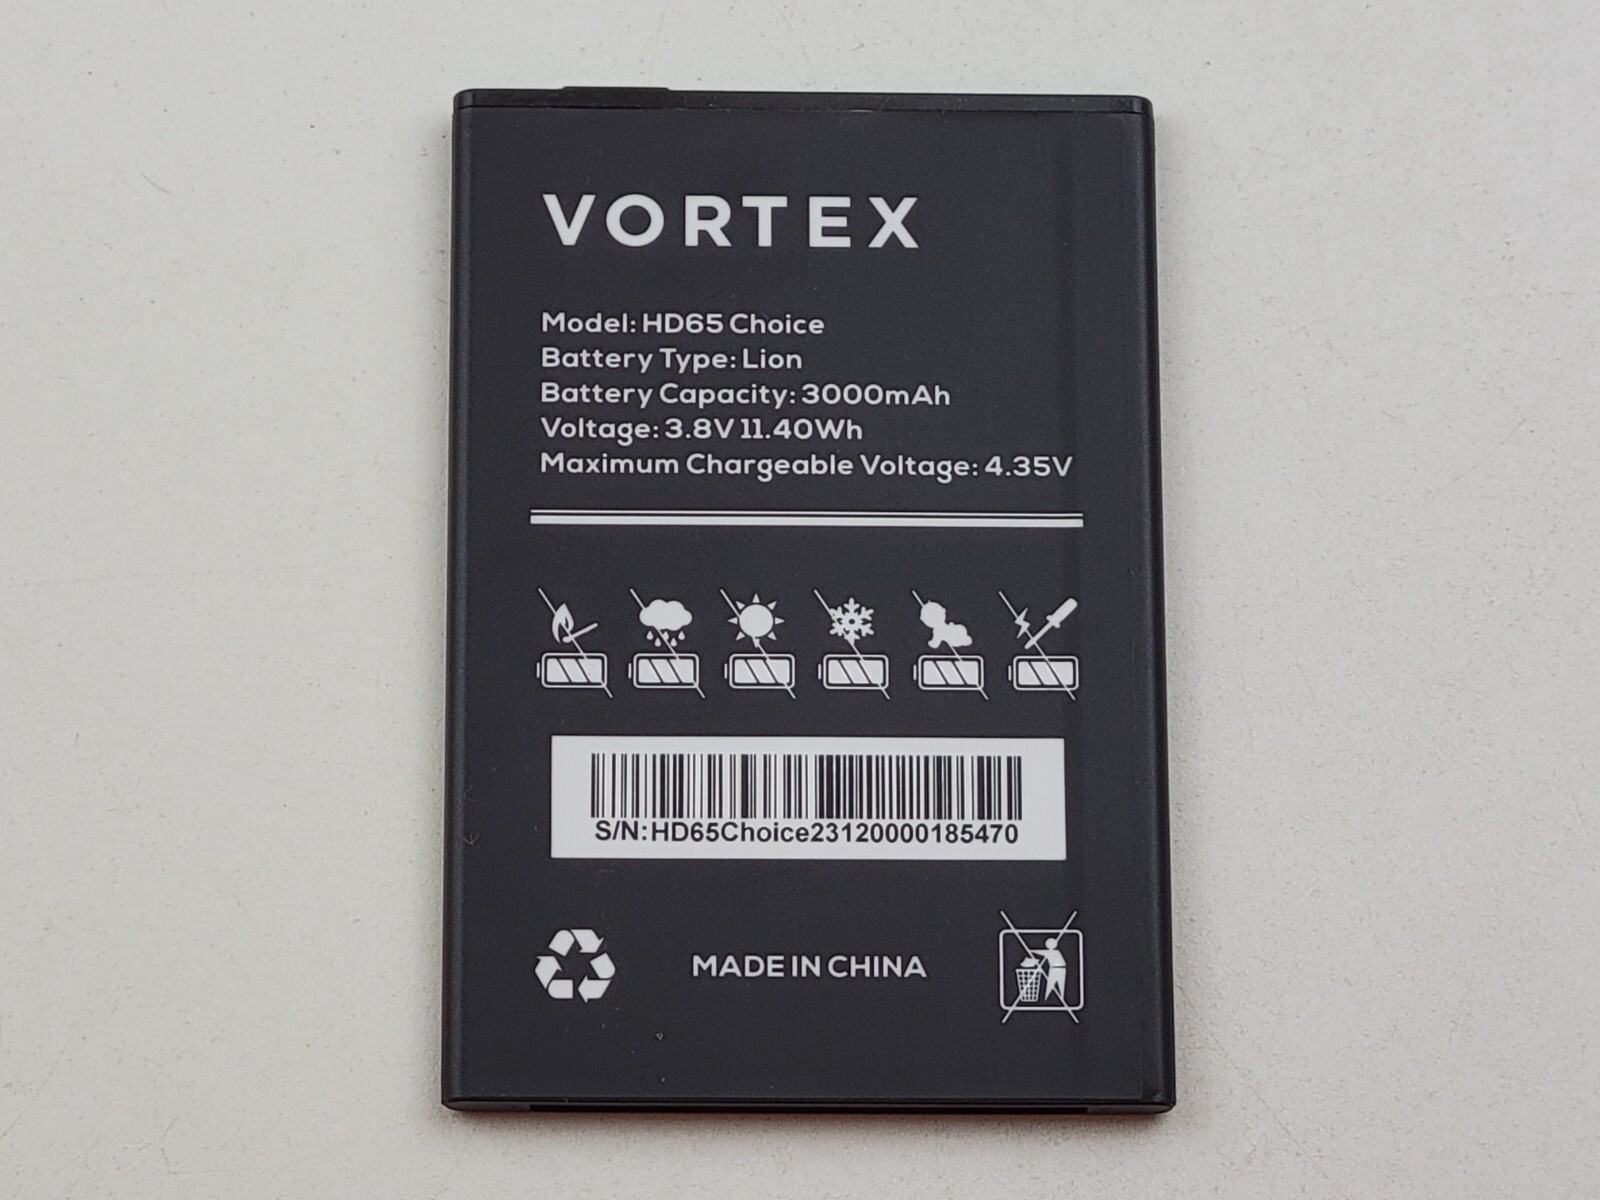 VORTEX
Model: HD65 Choice
Battery Type: Lion
Battery Capacity: 3000mAh
Voltage: 3.8V 11.40Wh
Maximum Chargeable Voltage: 4.35V
S/N:HD65Choice23120000185470
MADE IN CHINA